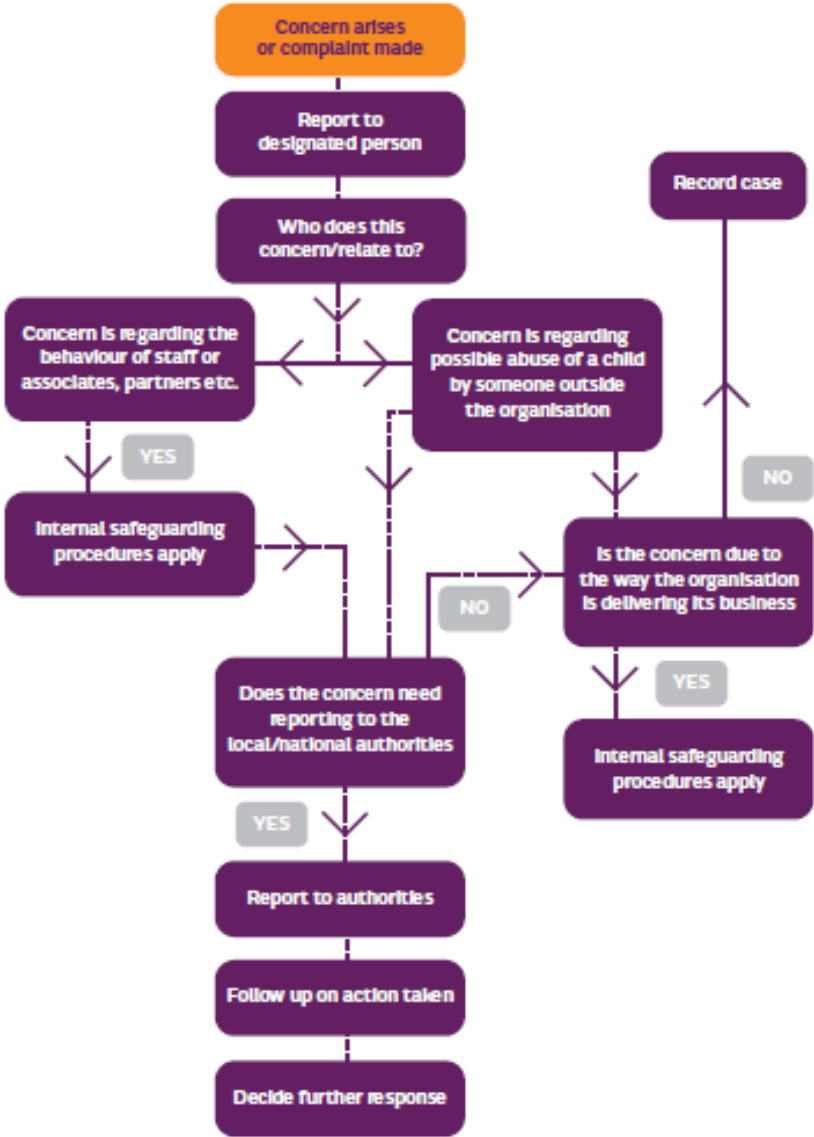 Concern arises
or complaint made
Report to
designated person
Record case
Who does this
concern/relate to?
Concern is regarding the
behaviour of staff or
associates, partners etc.
Concern is regarding
possible abuse of a child
by someone outside
the organisation
YES
NO
Internal safeguarding
procedures apply
Is the concern due to
the way the organisation
is delivering its business
NO
Does the concern need
reporting to the
local/national authorities
YES
Internal safeguarding
procedures apply
YES
Report to authorities
Follow up on action taken
Decide further response